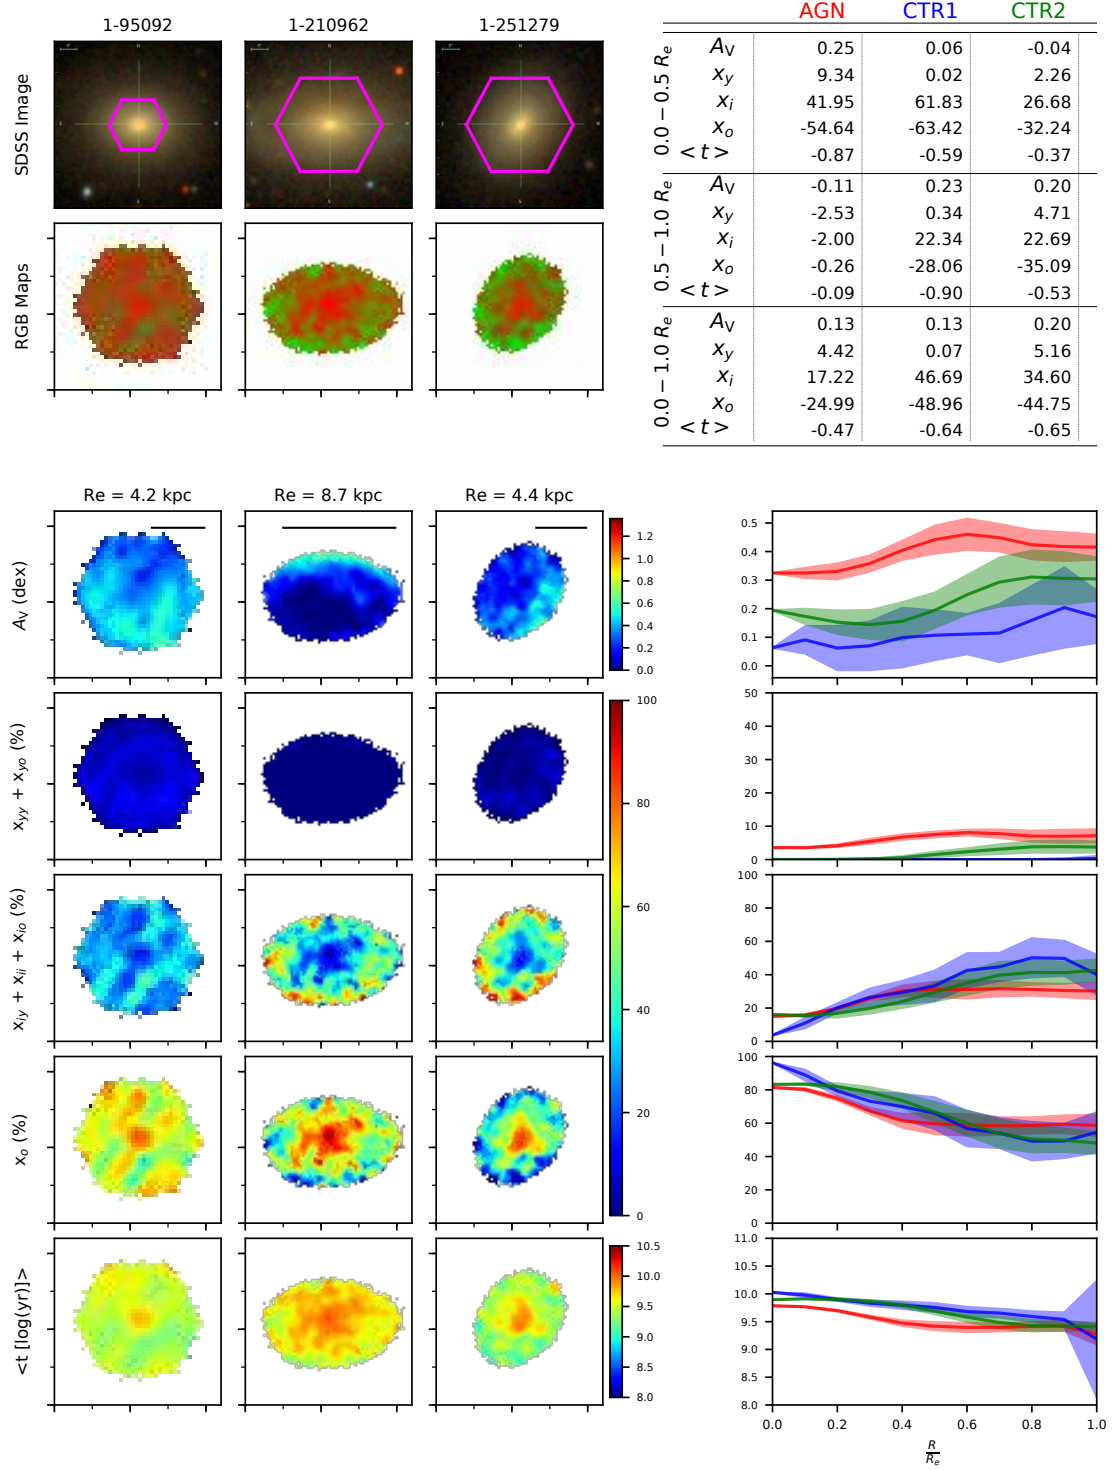 AGN CTR1 CTR2
1-95092 1-210962 1-251279
SDSS Image
RGB Maps
0.0 − 0.5 Re
AV 0.25 0.06 -0.04
xy 9.34 0.02 2.26
xi 41.95 61.83 26.68
xo -54.64 -63.42 -32.24
<t> -0.87 -0.59 -0.37
0.5 − 1.0 Re
AV -0.11 0.23 0.20
xy -2.53 0.34 4.71
xi -2.00 22.34 22.69
xo -0.26 -28.06 -35.09
<t> -0.09 -0.90 -0.53
0.0 − 1.0 Re
AV 0.13 0.13 0.20
xy 4.42 0.07 5.16
xi 17.22 46.69 34.60
xo -24.99 -48.96 -44.75
<t> -0.47 -0.64 -0.65
Re = 4.2 kpc Re = 8.7 kpc Re = 4.4 kpc
AV (dex)
1.2
1.0
0.8
0.6
0.4
0.2
0.0
0.5
0.4
0.3
0.2
0.1
0.0
xyy + xyo (%)
100
80
60
40
20
0
50
40
30
20
10
0
xiy + xii + xio (%)
100
80
60
40
20
0
xo (%)
100
80
60
40
20
0
<t [log(yr)]>
10.5
10.0
9.5
9.0
8.5
8.0
11.0
10.5
10.0
9.5
9.0
8.5
8.0
0.0 0.2 0.4 0.6 0.8 1.0
R
Re